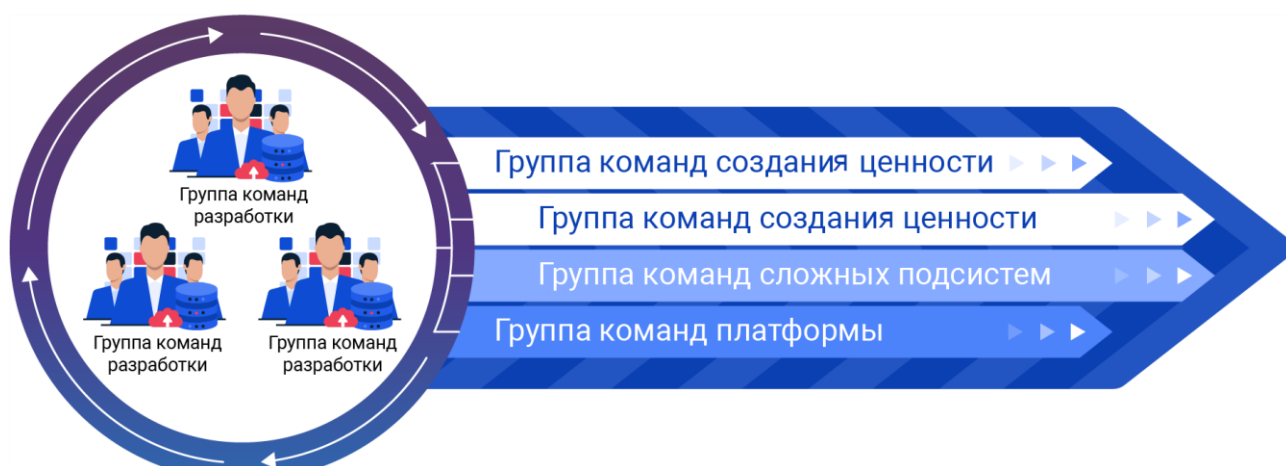 Группа команд
разработки
Группа команд
разработки
Группа команд
разработки
Группа команд создания ценности
Группа команд создания ценности
Группа команд сложных подсистем
Группа команд платформы